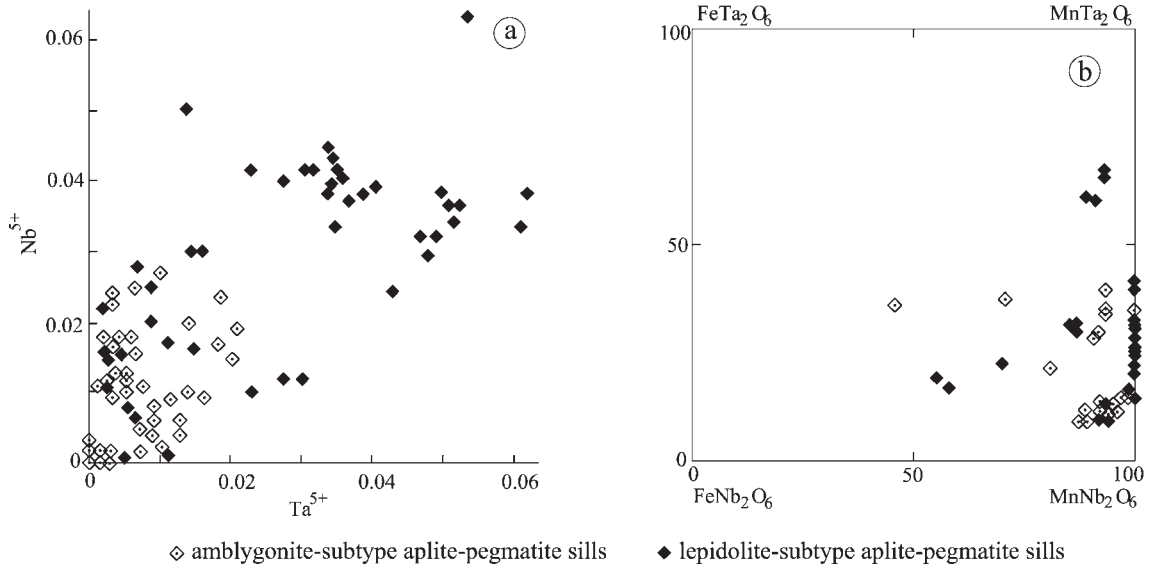 a
0.06
0.04
0.02
0
Nb5+
0 0.02 0.04 0.06
Ta5+
FeTa2O6 MnTa2O6
b
100
50
0
0 50 100
FeNb2O6 MnNb2O6
amblygonite-subtype aplite-pegmatite sills lepidolite-subtype aplite-pegmatite sills